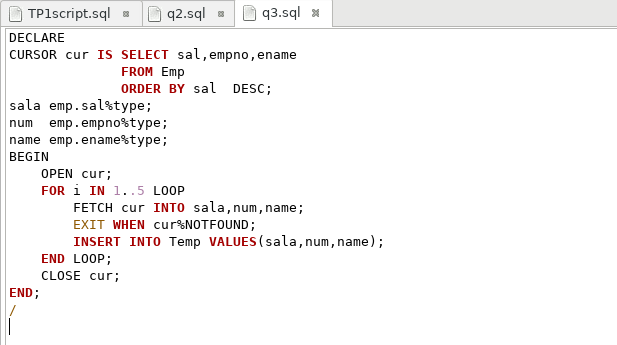 TP1script.sql q2.sql q3.sql
DECLARE
CURSOR cur IS SELECT sal,empno,ename
              FROM Emp
              ORDER BY sal  DESC;
sala emp.sal%type;
num  emp.empno%type;
name emp.ename%type;
BEGIN
    OPEN cur;
    FOR i IN 1..5 LOOP
        FETCH cur INTO sala,num,name;
        EXIT WHEN cur%NOTFOUND;
        INSERT INTO Temp VALUES(sala,num,name);
    END LOOP;
    CLOSE cur;
END;
/